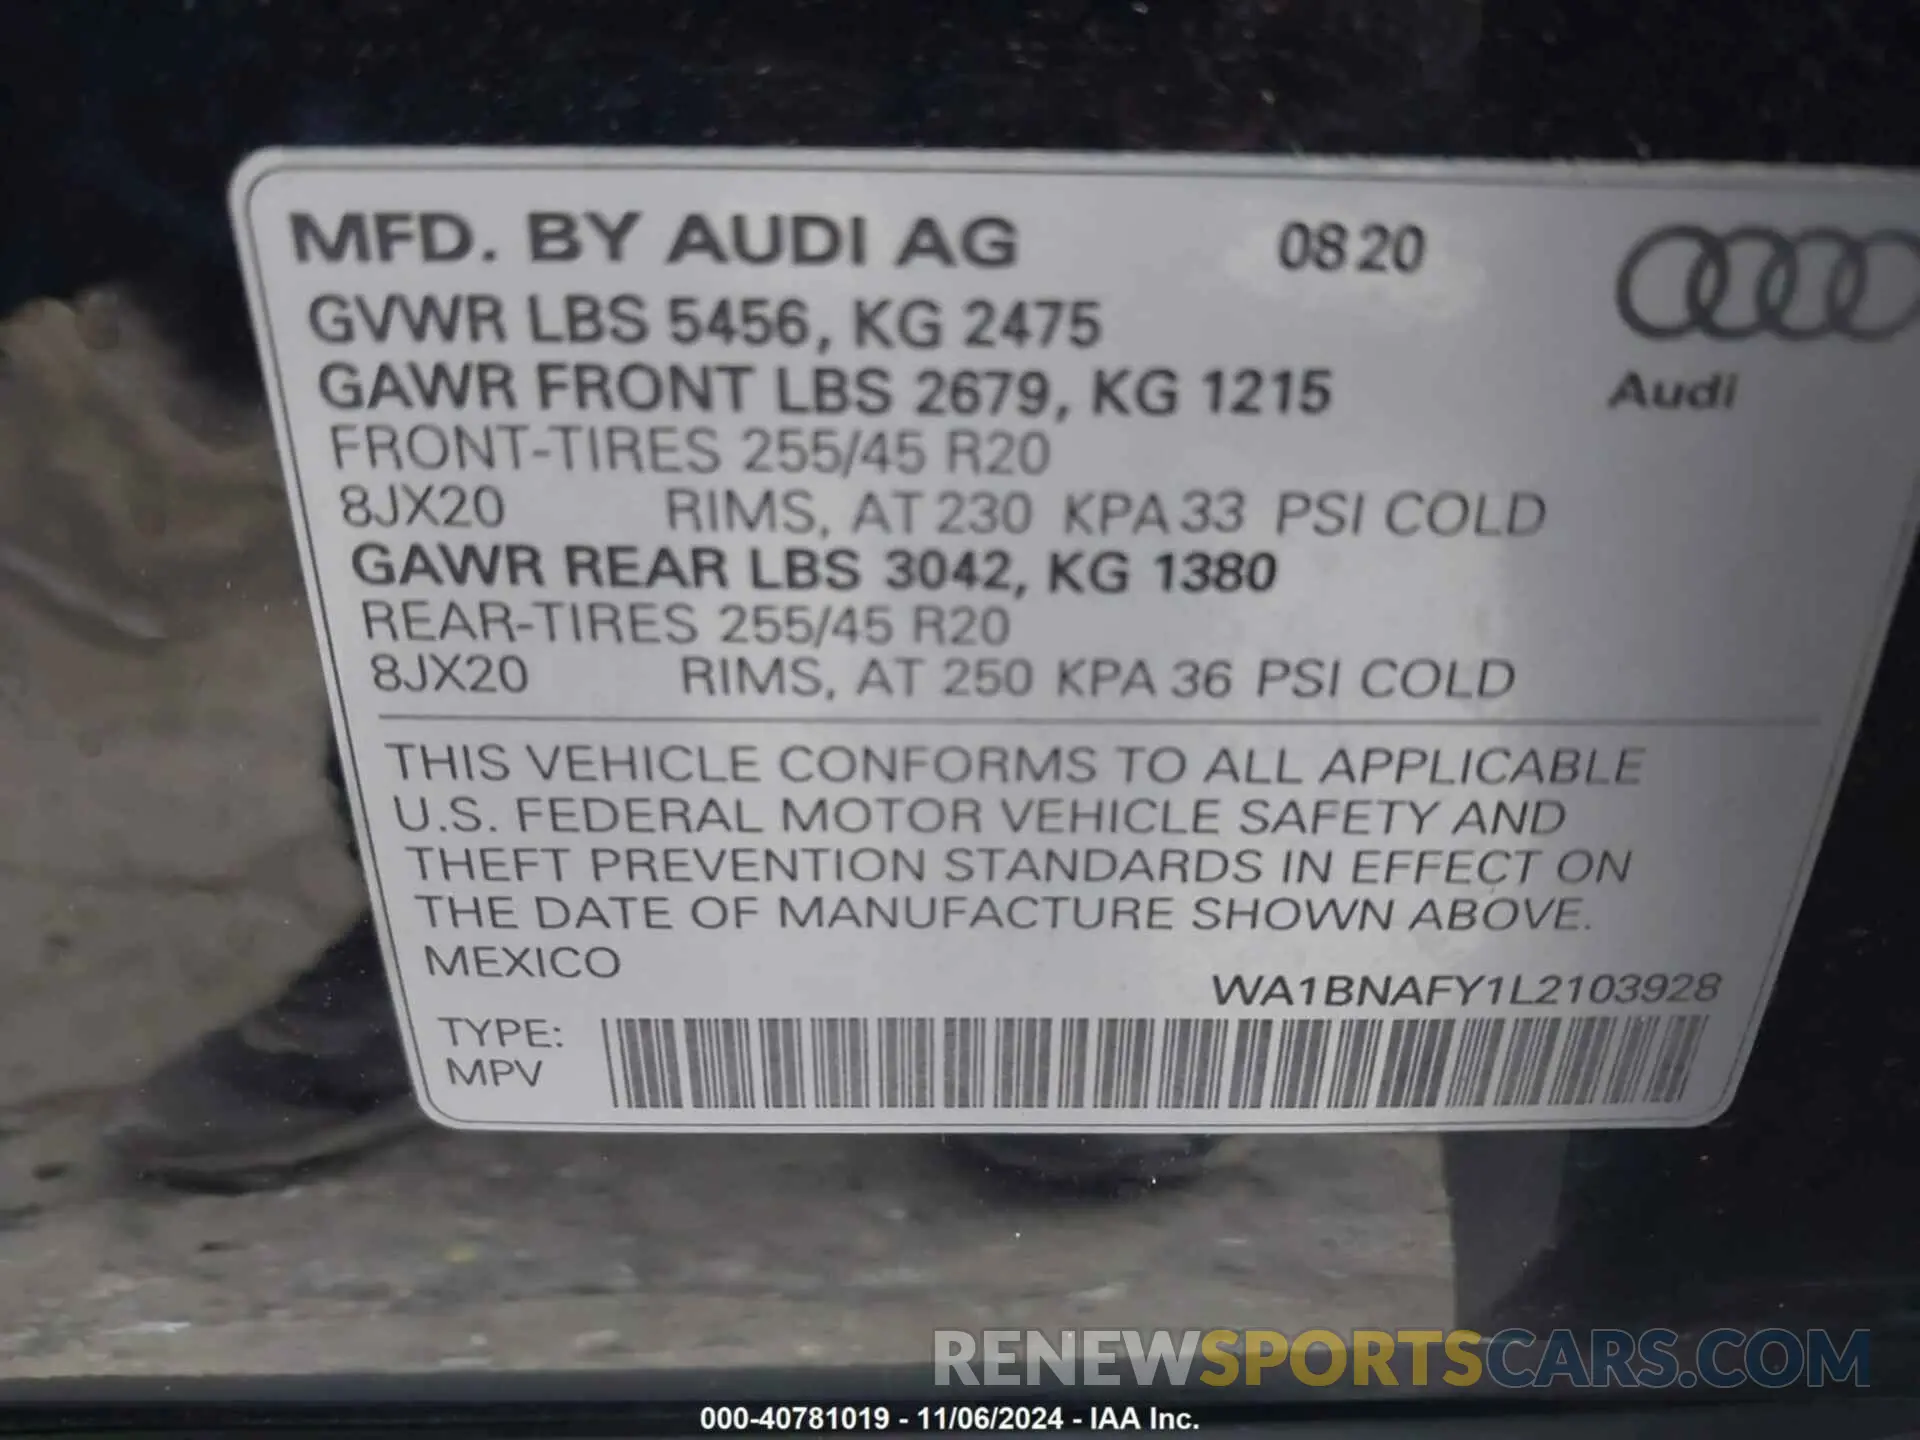 MFD. BY AUDI AG 0820
GVWR LBS 5456, KG 2475
GAWR FRONT LBS 2679, KG 1215
Audi
FRONT-TIRES 255/45 R20
8JX20 RIMS, AT 230 KPA 33 PSI COLD
GAWR REAR LBS 3042, KG 1380
REAR-TIRES 255/45 R20
8JX20 RIMS, AT 250 KPA 36 PSI COLD
THIS VEHICLE CONFORMS TO ALL APPLICABLE
U.S. FEDERAL MOTOR VEHICLE SAFETY AND
THEFT PREVENTION STANDARDS IN EFFECT ON
THE DATE OF MANUFACTURE SHOWN ABOVE.
MEXICO
WA1BNAFY1L2103928
TYPE:
MPV
RENEWSPORTSCARS.COM
000-40781019 - 11/06/2024 - IAA Inc.